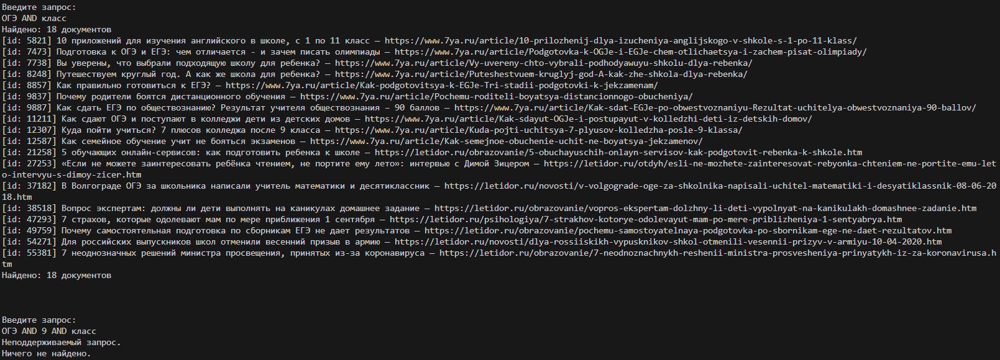 Введите запрос:
ОГЭ AND класс
Найдено: 18 документов
[id: 5821] 10 приложений для изучения английского в школе, с 1 по 11 класс — https://www.7ya.ru/article/10-prilozhenij-dlya-izucheniya-anglijskogo-v-shkole-s-1-po-11-klass/
[id: 7473] Подготовка к ОГЭ и ЕГЭ: чем отличается - и зачем писать олимпиады — https://www.7ya.ru/article/Podgotovka-k-OGJe-i-EGJe-chem-otlichaetsya-i-zachem-pisat-olimpiady/
[id: 7738] Вы уверены, что выбрали подходящую школу для ребенка? — https://www.7ya.ru/article/Vy-uvereny-chto-vybrali-podhodyawuyu-shkolu-dlya-rebenka/
[id: 8248] Путешествуем круглый год. А как же школа для ребенка? — https://www.7ya.ru/article/Puteshestvuem-kruglyj-god-A-kak-zhe-shkola-dlya-rebenka/
[id: 8857] Как правильно готовиться к ЕГЭ? — https://www.7ya.ru/article/Kak-podgotovitsya-k-EGJe-Tri-stadii-podgotovki-k-jekzamenam/
[id: 9837] Почему родители боятся дистанционного обучения — https://www.7ya.ru/article/Pochemu-roditeli-boyatsya-distancionnogo-obucheniya/
[id: 9887] Как сдать ЕГЭ по обществознанию? Результат учителя обществознания – 90 баллов — https://www.7ya.ru/article/Kak-sdat-EGJe-po-obwestvoznaniyu-Rezultat-uchitelya-obwestvoznaniya-90-ballov/
[id: 11211] Как сдают ОГЭ и поступают в колледжи дети из детских домов — https://www.7ya.ru/article/Kak-sdayut-OGJe-i-postupayut-v-kolledzhi-deti-iz-detskih-domov/
[id: 12307] Куда пойти учиться? 7 плюсов колледжа после 9 класса — https://www.7ya.ru/article/Kuda-pojti-uchitsya-7-plyusov-kolledzha-posle-9-klassa/
[id: 12587] Как семейное обучение учит не бояться экзаменов — https://www.7ya.ru/article/Kak-semejnoe-obuchenie-uchit-ne-boyatsya-jekzamenov/
[id: 21258] 5 обучающих онлайн-сервисов: как подготовить ребенка к школе — https://letidor.ru/obrazovanie/5-obuchayuschih-onlayn-servisov-kak-podgotovit-rebenka-k-shkole.htm
[id: 27253] «Если не можете заинтересовать ребёнка чтением, не портите ему лето»: интервью с Димой Зицером — https://letidor.ru/otdyh/esli-ne-mozhete-zainteresovat-rebyonka-chteniem-ne-portite-emu-let
o-intervyu-s-dimoy-zicer.htm
[id: 37182] В Волгограде ОГЭ за школьника написали учитель математики и десятиклассник — https://letidor.ru/novosti/v-volgograde-oge-za-shkolnika-napisali-uchitel-matematiki-i-desyatiklassnik-08-06-20
18.htm
[id: 38518] Вопрос экспертам: должны ли дети выполнять на каникулах домашнее задание — https://letidor.ru/obrazovanie/vopros-ekspertam-dolzhny-li-deti-vypolnyat-na-kanikulakh-domashnee-zadanie.htm
[id: 47293] 7 страхов, которые одолевают мам по мере приближения 1 сентября — https://letidor.ru/psihologiya/7-strakhov-kotorye-odolevayut-mam-po-mere-priblizheniya-1-sentyabrya.htm
[id: 49759] Почему самостоятельная подготовка по сборникам ЕГЭ не дает результатов — https://letidor.ru/obrazovanie/pochemu-samostoyatelnaya-podgotovka-po-sbornikam-ege-ne-daet-rezultatov.htm
[id: 54271] Для российских выпускников школ отменили весенний призыв в армию — https://letidor.ru/novosti/dlya-rossiiskikh-vypusknikov-shkol-otmenili-vesennii-prizyv-v-armiyu-10-04-2020.htm
[id: 55381] 7 неоднозначных решений министра просвещения, принятых из-за коронавируса — https://letidor.ru/obrazovanie/7-neodnoznachnykh-reshenii-ministra-prosvesheniya-prinyatykh-iz-za-koronavirusa.h
tm
Найдено: 18 документов
Введите запрос:
ОГЭ AND 9 AND класс
Неподдерживаемый запрос.
Ничего не найдено.